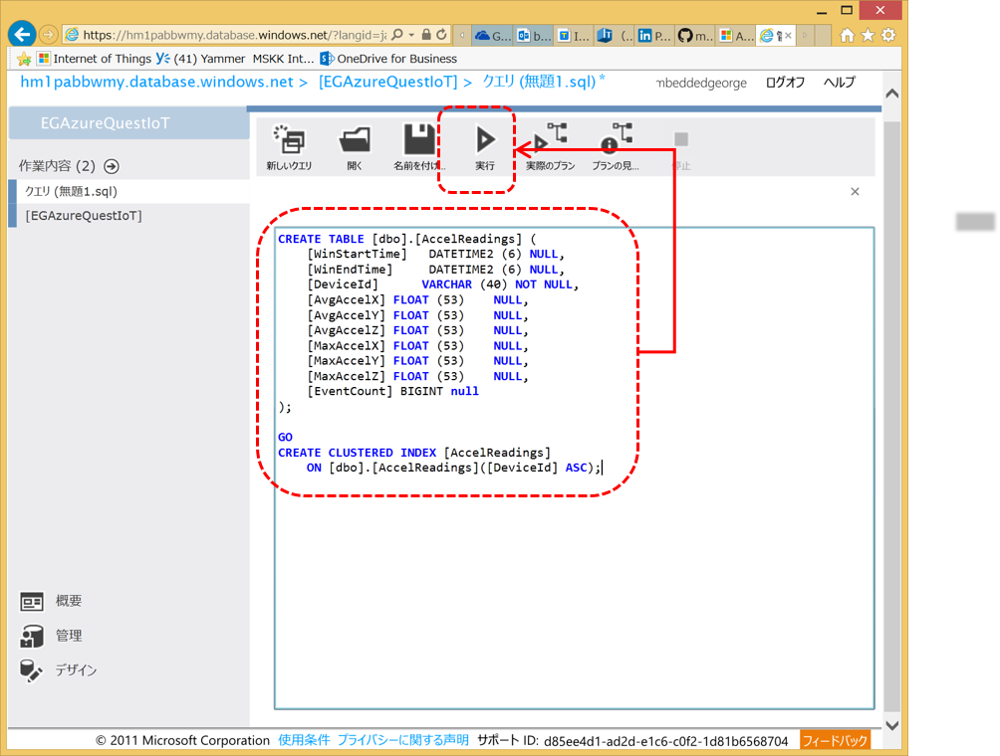 https://hm1pabbwmy.database.windows.net/?langid=ja
G... b... I... (... P... m... A...
Internet of Things (41) Yammer MSKK Int... OneDrive for Business
hm1pabbwmy.database.windows.net > [EGAzureQuestIoT] > クエリ (無題1.sql)* mbeddedgeorge ログオフ ヘルプ
EGAzureQuestIoT
作業内容 (2)
クエリ (無題1.sql)
[EGAzureQuestIoT]
新しいクエリ 開く 名前を付け... 実行 実際のプラン プランの見... 停止
CREATE TABLE [dbo].[AccelReadings] (
[WinStartTime] DATETIME2 (6) NULL,
[WinEndTime] DATETIME2 (6) NULL,
[DeviceId] VARCHAR (40) NOT NULL,
[AvgAccelX] FLOAT (53) NULL,
[AvgAccelY] FLOAT (53) NULL,
[AvgAccelZ] FLOAT (53) NULL,
[MaxAccelX] FLOAT (53) NULL,
[MaxAccelY] FLOAT (53) NULL,
[MaxAccelZ] FLOAT (53) NULL,
[EventCount] BIGINT null
);
GO
CREATE CLUSTERED INDEX [AccelReadings]
ON [dbo].[AccelReadings]([DeviceId] ASC);
概要
管理
デザイン
© 2011 Microsoft Corporation 使用条件 プライバシーに関する声明 サポート ID: d85ee4d1-ad2d-e1c6-c0f2-1d81b6568704 フィードバック